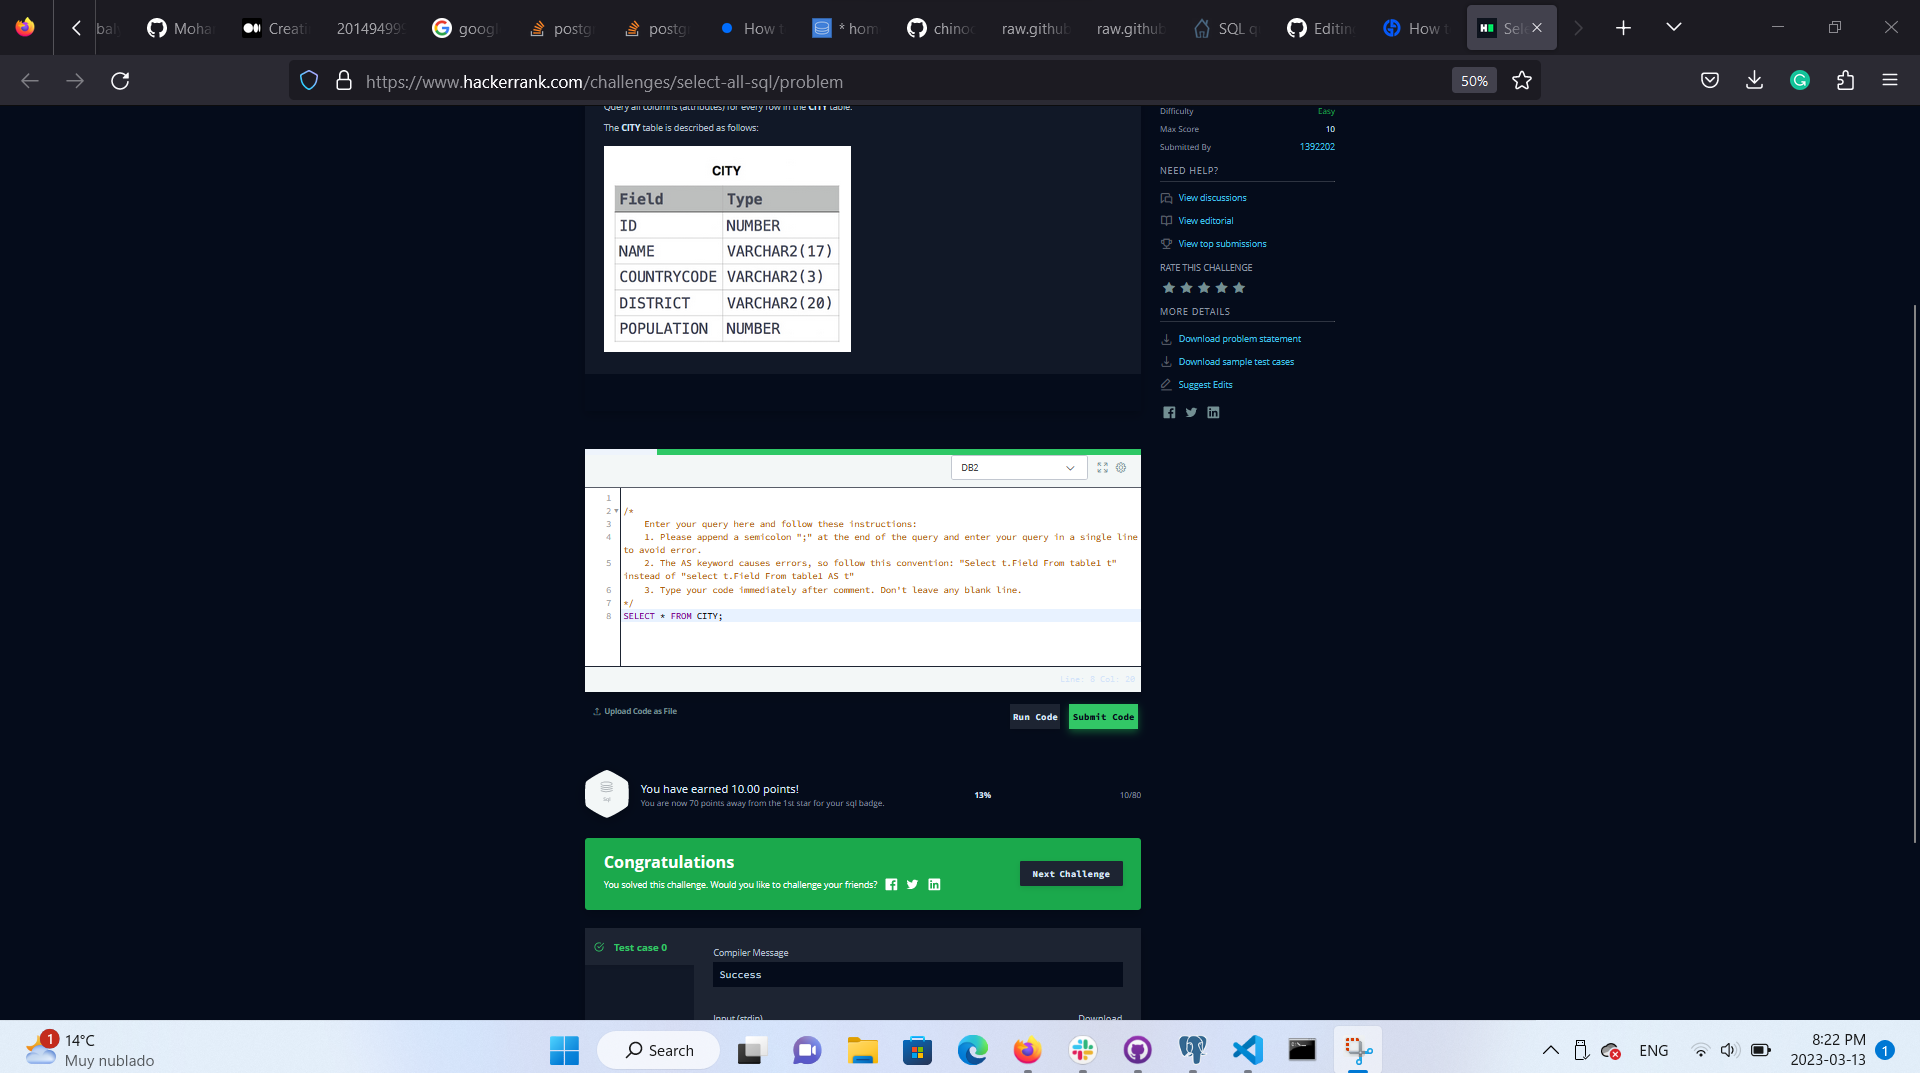 baly
Mohar
Creati
201494999
googl
postg
postg
How t
* hom
chinoo
raw.github
raw.github
SQL q
Editin
How t
Sel
https://www.hackerrank.com/challenges/select-all-sql/problem
50%
Query all columns (attributes) for every row in the CITY table.
The CITY table is described as follows:
CITY
Field Type
ID NUMBER
NAME VARCHAR2(17)
COUNTRYCODE VARCHAR2(3)
DISTRICT VARCHAR2(20)
POPULATION NUMBER
Difficulty Easy
Max Score 10
Submitted By 1392202
NEED HELP?
View discussions
View editorial
View top submissions
RATE THIS CHALLENGE
MORE DETAILS
Download problem statement
Download sample test cases
Suggest Edits
DB2
1
2 /*
3 Enter your query here and follow these instructions:
4 1. Please append a semicolon ";" at the end of the query and enter your query in a single line
to avoid error.
5 2. The AS keyword causes errors, so follow this convention: "Select t.Field From table1 t"
instead of "select t.Field From table1 AS t"
6 3. Type your code immediately after comment. Don't leave any blank line.
7 */
8 SELECT * FROM CITY;
Line: 8 Col: 20
Upload Code as File
Run Code
Submit Code
Sql
You have earned 10.00 points!
You are now 70 points away from the 1st star for your sql badge.
13%
10/80
Congratulations
You solved this challenge. Would you like to challenge your friends?
Next Challenge
Test case 0
Compiler Message
Success
Input (stdin)
Download
1
14°C
Muy nublado
Search
ENG
8:22 PM
2023-03-13
1